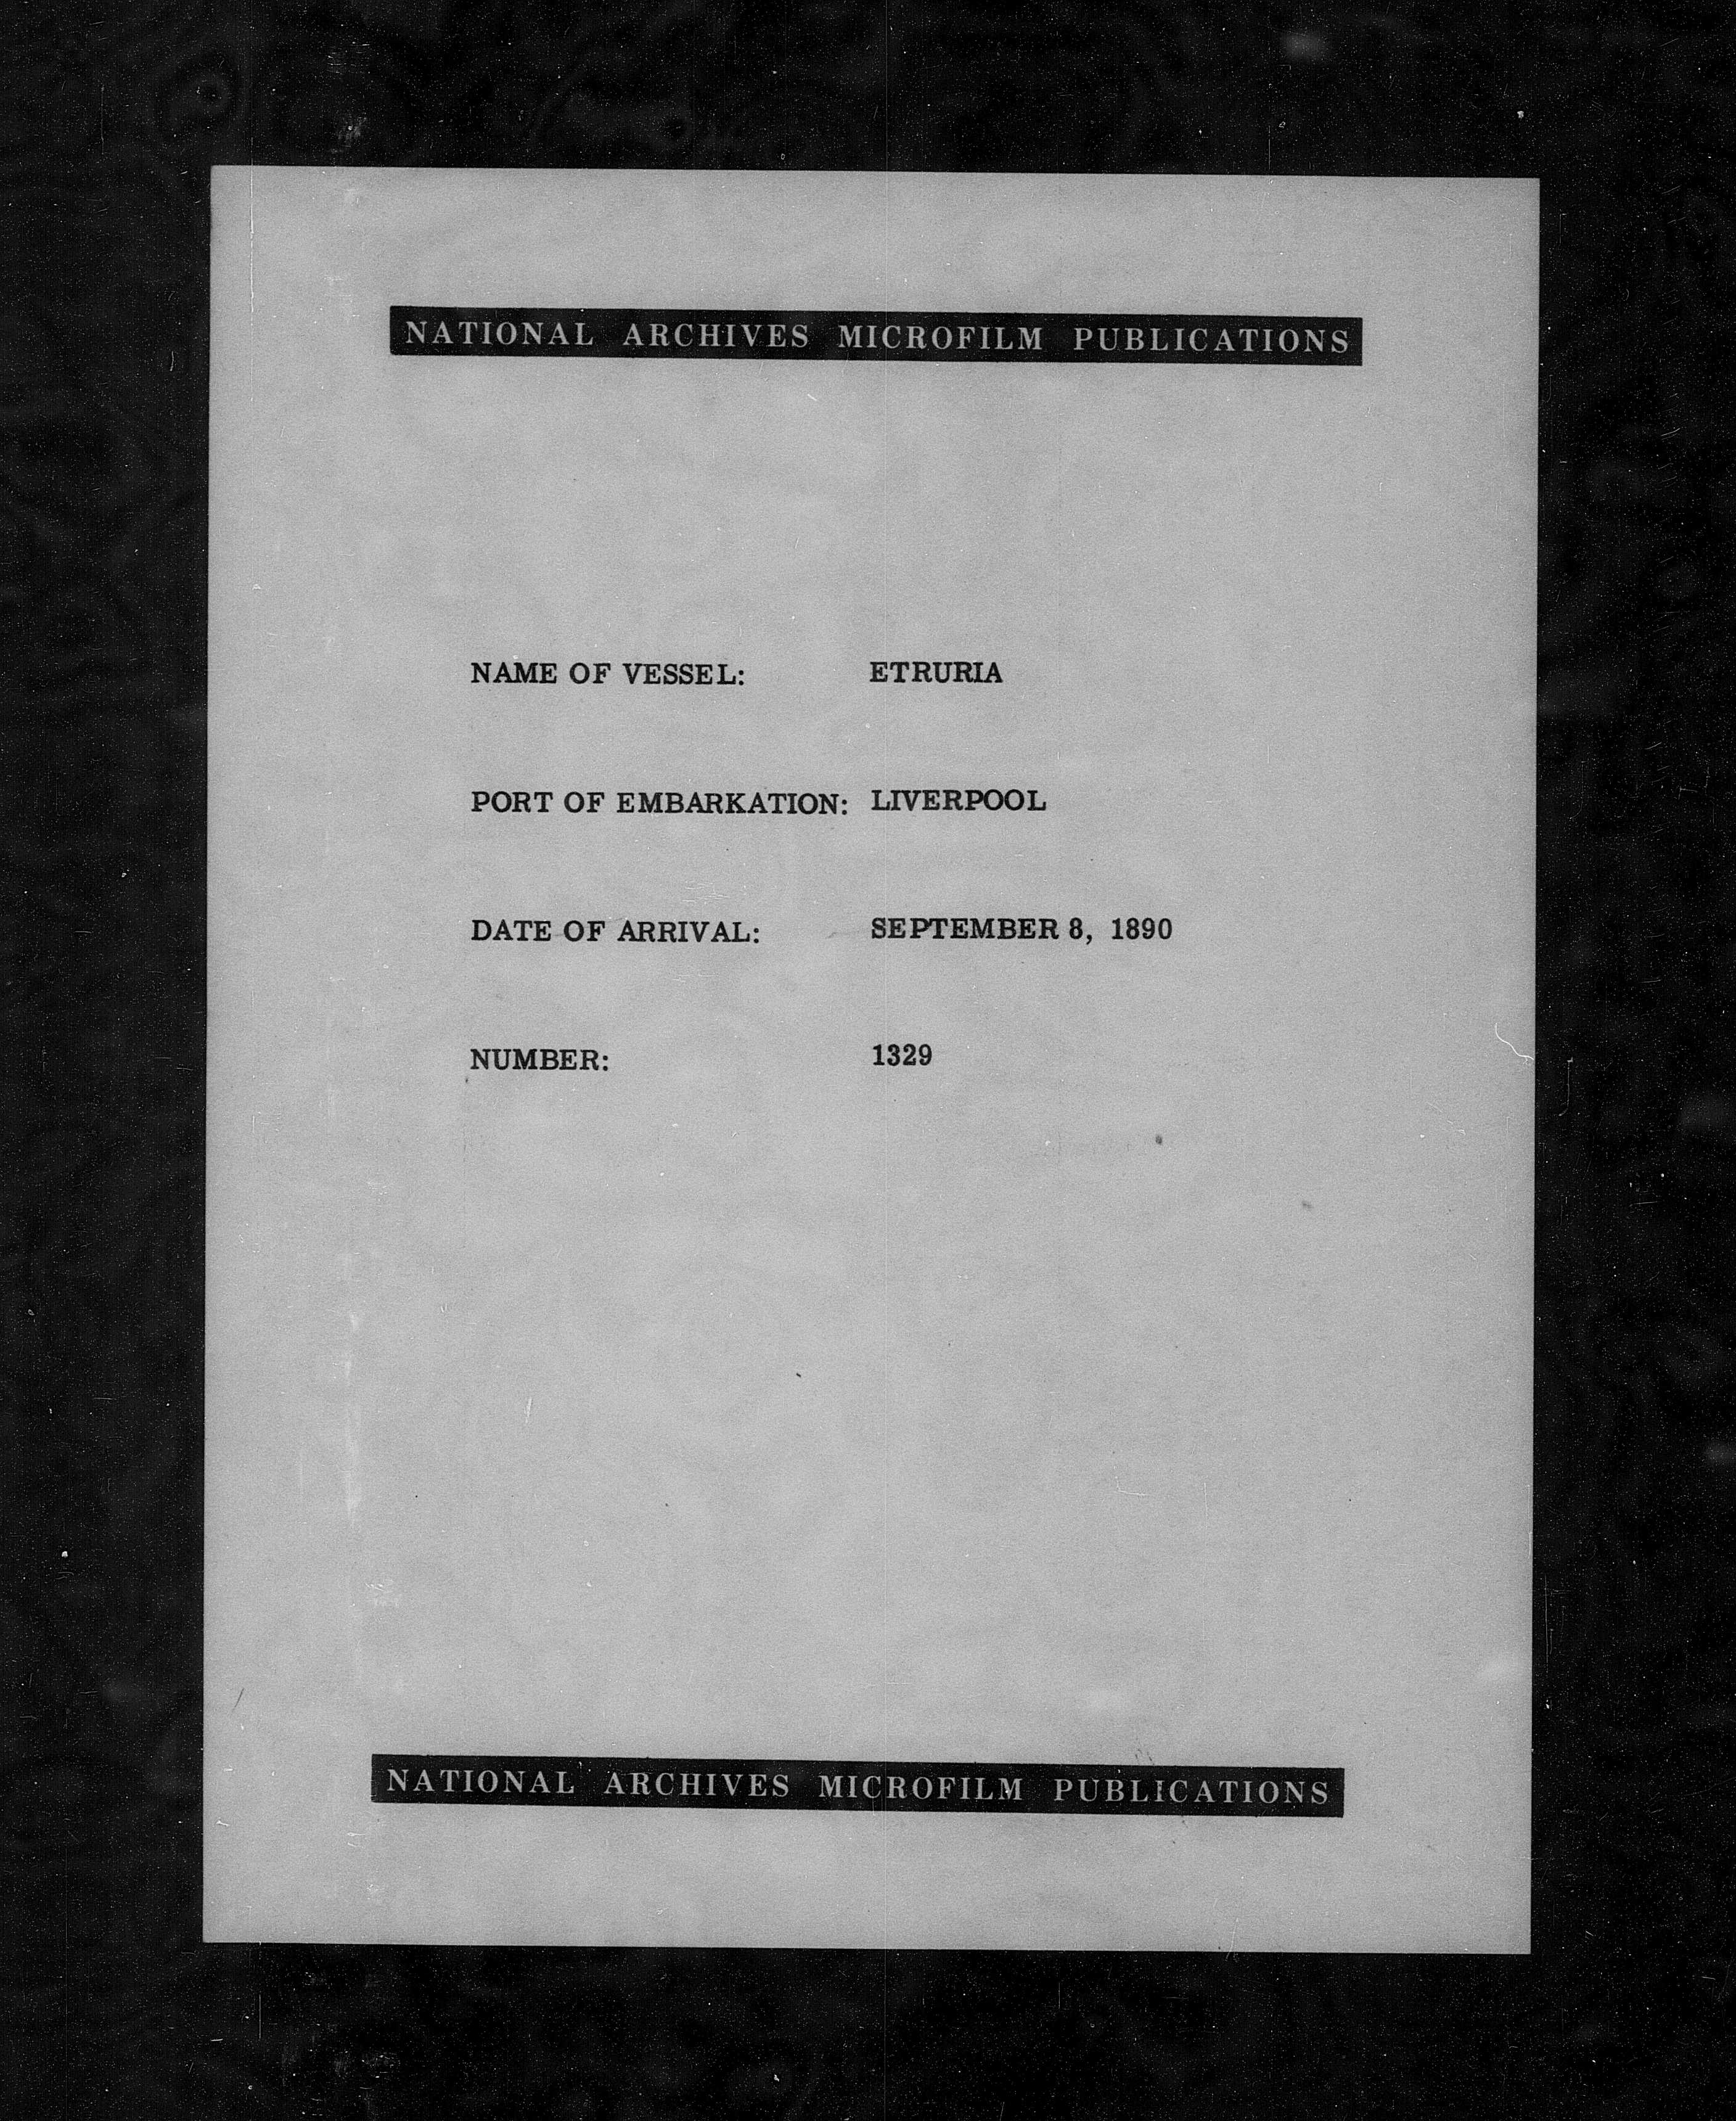 NATIONAL ARCHIVES MICROFILM PUBLICATIONS
NAME OF VESSEL: ETRURIA
PORT OF EMBARKATION: LIVERPOOL
DATE OF ARRIVAL: SEPTEMBER 8, 1890
NUMBER: 1329
NATIONAL ARCHIVES MICROFILM PUBLICATIONS